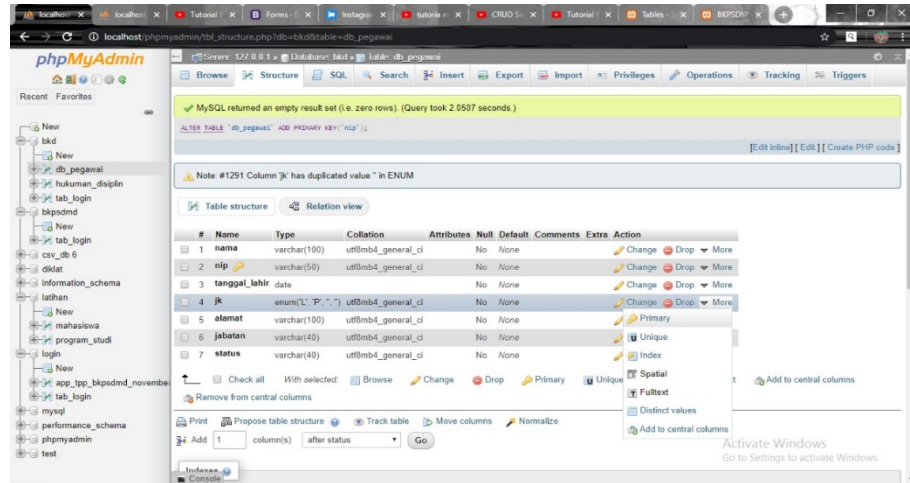 localhos
localhos
Tutorial
Forms -
Instagra
tutoria
CRUD S
Tutorial
Tables -
BKPSD
localhost/phpmyadmin/tbl_structure.php?db=bkd&table=db_pegawai
phpMyAdmin
Recent Favorites
New
bkd
New
db_pegawai
hukuman_disiplin
tab_login
bkpsdmd
New
tab_login
csv_db 6
diklat
information_schema
latihan
New
mahasiswa
program_studi
login
New
app_tpp_bkpsdmd_novembe
tab_login
mysql
performance_schema
phpmyadmin
test
Server: 127.0.0.1 » Database: bkd » Table: db_pegawai
Browse Structure SQL Search Insert Export Import Privileges Operations Tracking Triggers
MySQL returned an empty result set (i.e. zero rows). (Query took 2.0507 seconds.)
ALTER TABLE `db_pegawai` ADD PRIMARY KEY(`nip`);
[Edit inline] [ Edit ] [ Create PHP code ]
Note: #1291 Column 'jk' has duplicated value '' in ENUM
Table structure Relation view
# Name Type Collation Attributes Null Default Comments Extra Action
1 nama varchar(100) utf8mb4_general_ci No None Change Drop More
2 nip varchar(50) utf8mb4_general_ci No None Change Drop More
3 tanggal_lahir date No None Change Drop More
4 jk enum('L', 'P', '', '') utf8mb4_general_ci No None Change Drop More
5 alamat varchar(100) utf8mb4_general_ci No None
6 jabatan varchar(40) utf8mb4_general_ci No None
7 status varchar(40) utf8mb4_general_ci No None
Primary
Unique
Index
Spatial
Fulltext
Distinct values
Add to central columns
Check all With selected: Browse Change Drop Primary Unique Add to central columns
Remove from central columns
Print Propose table structure Track table Move columns Normalize
Add 1 column(s) after status Go
Indexes
Console
Activate Windows
Go to Settings to activate Windows.